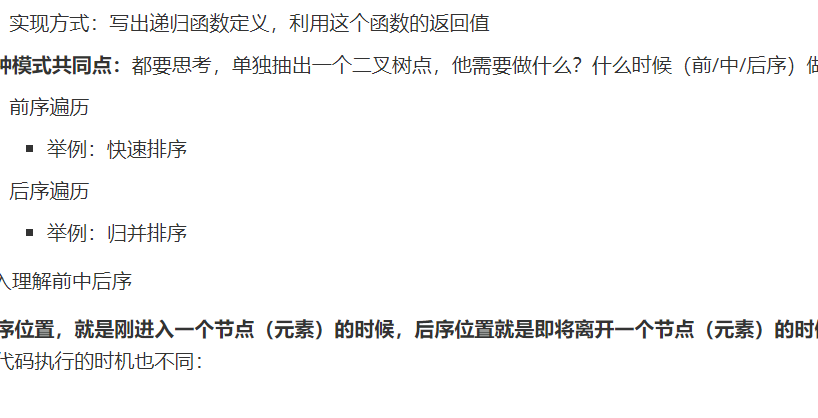 实现方式：写出递归函数定义，利用这个函数的返回值
种模式共同点：都要思考，单独抽出一个二叉树点，他需要做什么？什么时候（前/中/后序）做
前序遍历
▪ 举例：快速排序
后序遍历
▪ 举例：归并排序
入理解前中后序
序位置，就是刚进入一个节点（元素）的时候，后序位置就是即将离开一个节点（元素）的时候
代码执行的时机也不同：